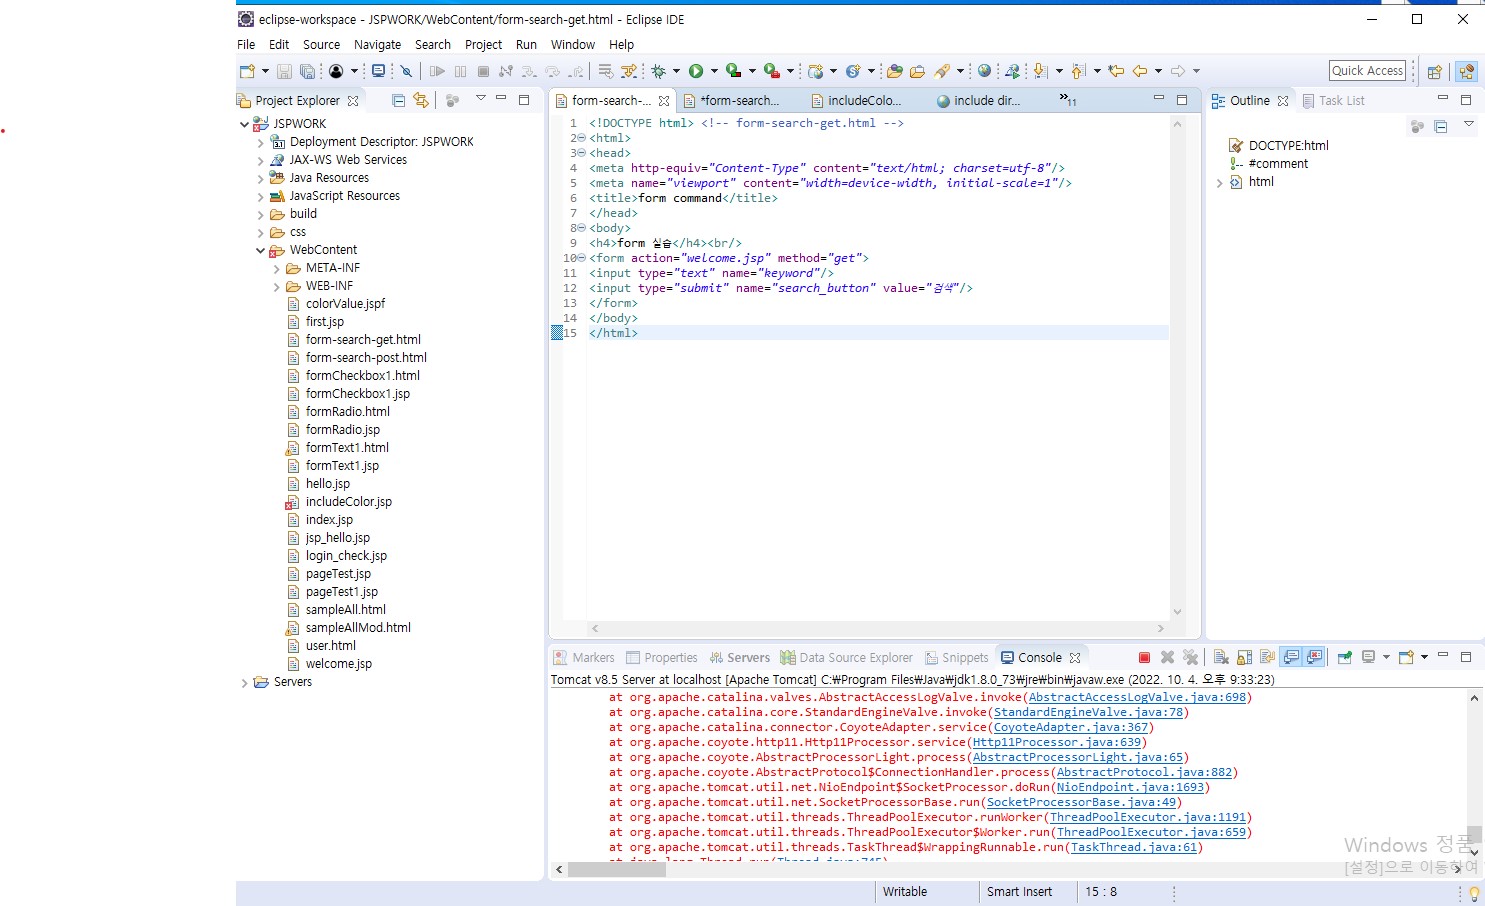 eclipse-workspace - JSPWORK/WebContent/form-search-get.html - Eclipse IDE
File Edit Source Navigate Search Project Run Window Help
Quick Access
Project Explorer
JSPWORK
Deployment Descriptor: JSPWORK
JAX-WS Web Services
Java Resources
JavaScript Resources
build
css
WebContent
META-INF
WEB-INF
colorValue.jspf
first.jsp
form-search-get.html
form-search-post.html
formCheckbox1.html
formCheckbox1.jsp
formRadio.html
formRadio.jsp
formText1.html
formText1.jsp
hello.jsp
includeColor.jsp
index.jsp
jsp_hello.jsp
login_check.jsp
pageTest.jsp
pageTest1.jsp
sampleAll.html
sampleAllMod.html
user.html
welcome.jsp
Servers
form-search-... *form-search... includeColo... include dir... »11
1 <!DOCTYPE html> <!-- form-search-get.html -->
2 <html>
3 <head>
4 <meta http-equiv="Content-Type" content="text/html; charset=utf-8"/>
5 <meta name="viewport" content="width=device-width, initial-scale=1"/>
6 <title>form command</title>
7 </head>
8 <body>
9 <h4>form 실습</h4><br/>
10 <form action="welcome.jsp" method="get">
11 <input type="text" name="keyword"/>
12 <input type="submit" name="search_button" value="검색"/>
13 </form>
14 </body>
15 </html>
Outline Task List
DOCTYPE:html
#comment
html
Markers Properties Servers Data Source Explorer Snippets Console
Tomcat v8.5 Server at localhost [Apache Tomcat] C:₩Program Files₩Java₩jdk1.8.0_73₩jre₩bin₩javaw.exe (2022. 10. 4. 오후 9:33:23)
at org.apache.catalina.valves.AbstractAccessLogValve.invoke(AbstractAccessLogValve.java:698)
at org.apache.catalina.core.StandardEngineValve.invoke(StandardEngineValve.java:78)
at org.apache.catalina.connector.CoyoteAdapter.service(CoyoteAdapter.java:367)
at org.apache.coyote.http11.Http11Processor.service(Http11Processor.java:639)
at org.apache.coyote.AbstractProcessorLight.process(AbstractProcessorLight.java:65)
at org.apache.coyote.AbstractProtocol$ConnectionHandler.process(AbstractProtocol.java:882)
at org.apache.tomcat.util.net.NioEndpoint$SocketProcessor.doRun(NioEndpoint.java:1693)
at org.apache.tomcat.util.net.SocketProcessorBase.run(SocketProcessorBase.java:49)
at org.apache.tomcat.util.threads.ThreadPoolExecutor.runWorker(ThreadPoolExecutor.java:1191)
at org.apache.tomcat.util.threads.ThreadPoolExecutor$Worker.run(ThreadPoolExecutor.java:659)
at org.apache.tomcat.util.threads.TaskThread$WrappingRunnable.run(TaskThread.java:61)
at java.lang.Thread.run(Thread.java:745)
Windows 정품
[설정]으로 이동하여
Writable Smart Insert 15 : 8